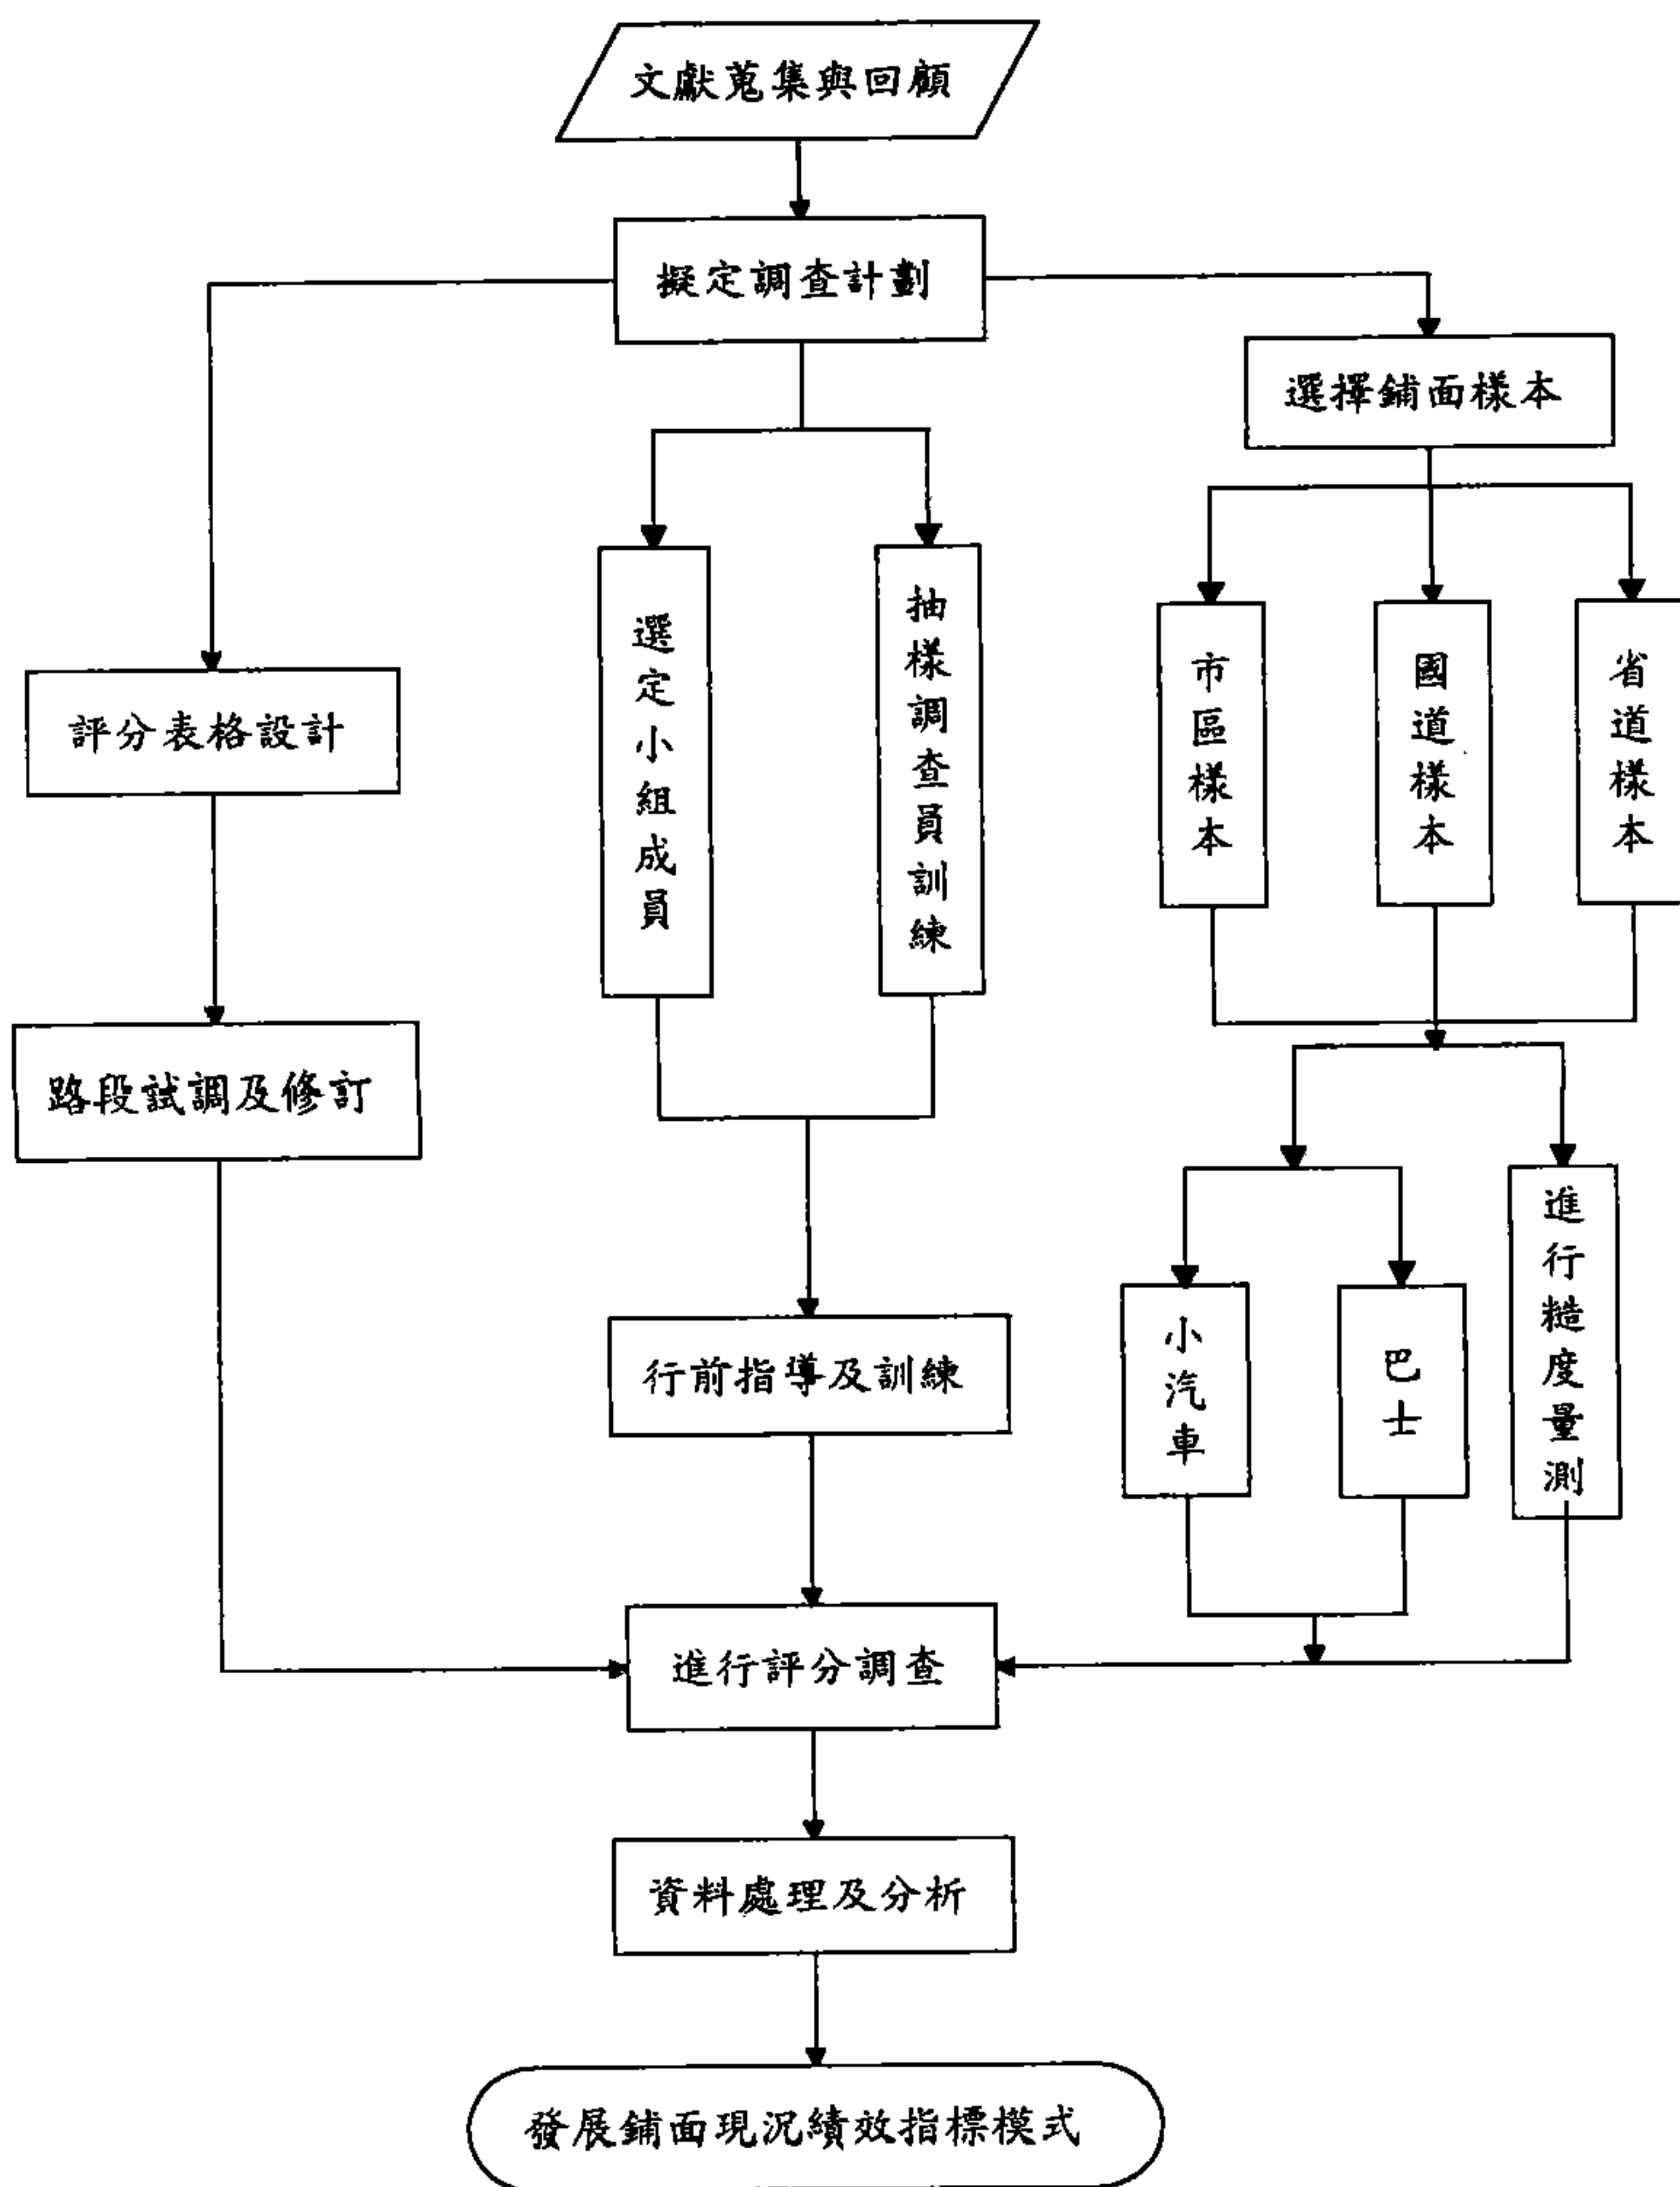 文獻蒐集與回顧
擬定調查計劃
選擇鋪面樣本
評分表格設計
路段試調及修訂
選定小組成員
抽樣調查員訓練
市區樣本
國道樣本
省道樣本
行前指導及訓練
小汽車
巴士
進行糙度量測
進行評分調查
資料處理及分析
發展鋪面現況績效指標模式